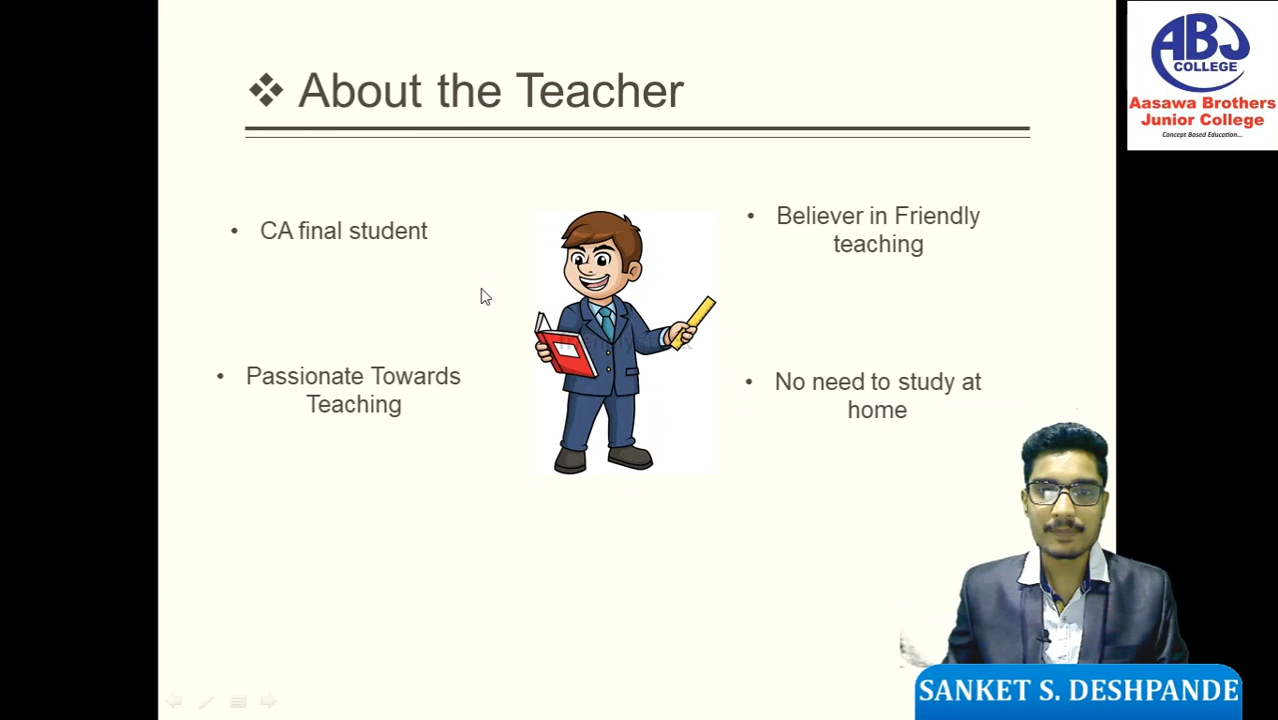 ❖ About the Teacher
• CA final student
• Believer in Friendly
teaching
• Passionate Towards
Teaching
• No need to study at
home
ABJ
COLLEGE
Aasawa Brothers
Junior College
Concept Based Education...
SANKET S. DESHPANDE